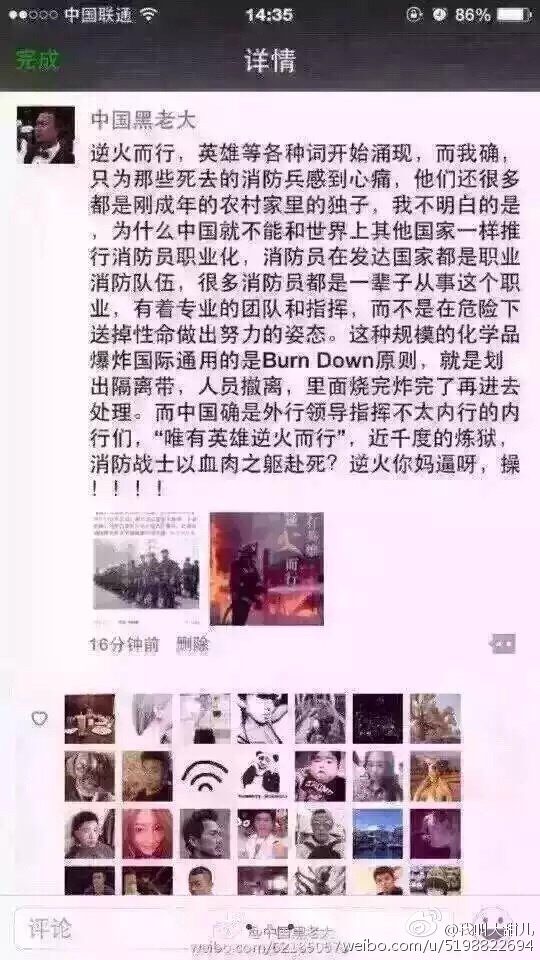 中国联通
14:35
86%
完成
详情
中国黑老大
逆火而行，英雄等各种词开始涌现，而我确，
只为那些死去的消防兵感到心痛，他们还很多
都是刚成年的农村家里的独子，我不明白的是
，为什么中国就不能和世界上其他国家一样推
行消防员职业化，消防员在发达国家都是职业
消防队伍，很多消防员都是一辈子从事这个职
业，有着专业的团队和指挥，而不是在危险下
送掉性命做出努力的姿态。这种规模的化学品
爆炸国际通用的是Burn Down原则，就是划
出隔离带，人员撤离，里面烧完炸完了再进去
处理。而中国确是外行领导指挥不太内行的内
行们，“唯有英雄逆火而行”，近千度的炼狱，
消防战士以血肉之躯赴死？逆火你妈逼呀，操
！！！！
逆火而行
16分钟前 删除
评论
@中国黑老大
weibo.com/u/5198822694